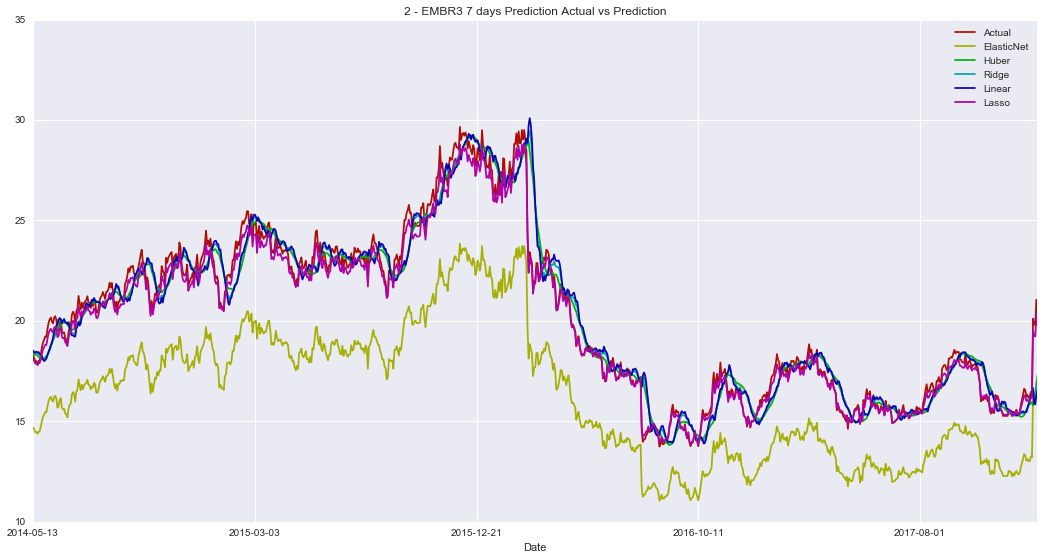 2 - EMBR3 7 days Prediction Actual vs Prediction
35
30
25
20
15
10
Actual
ElasticNet
Huber
Ridge
Linear
Lasso
2014-05-13
2015-03-03
2015-12-21
2016-10-11
2017-08-01
Date